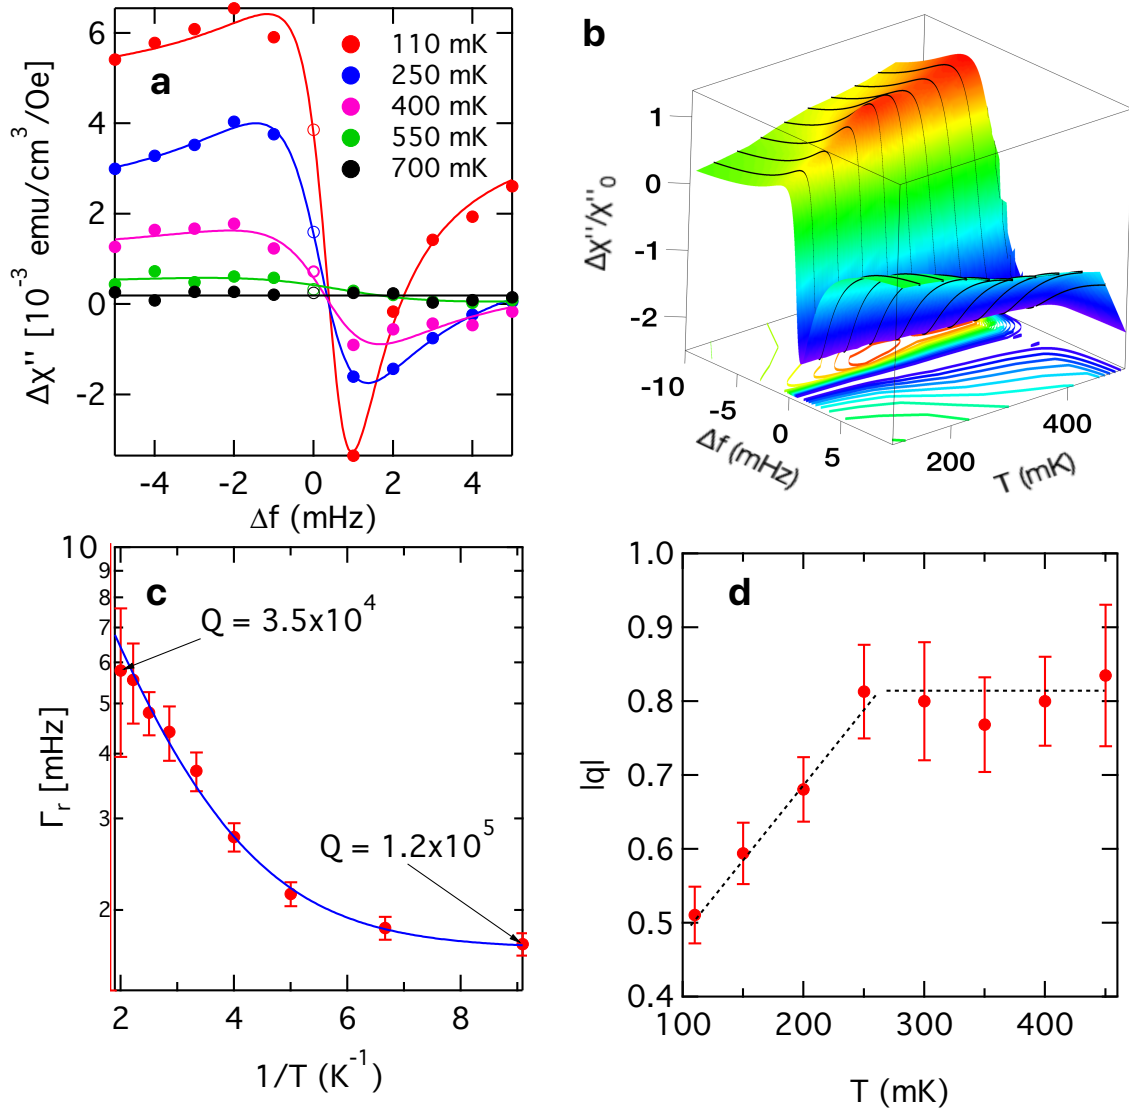 a
110 mK
250 mK
400 mK
550 mK
700 mK
6
4
2
0
-2
Δχ'' [10⁻³ emu/cm³/Oe]
-4
-2
0
2
4
Δf (mHz)
b
1
0
-1
-2
Δχ''/χ''₀
-10
-5
0
5
Δf (mHz)
200
400
T (mK)
c
10
9
8
7
6
5
4
3
2
Γᵣ [mHz]
Q = 3.5x10⁴
Q = 1.2x10⁵
2
4
6
8
1/T (K⁻¹)
d
1.0
0.9
0.8
0.7
0.6
0.5
0.4
|q|
100
200
300
400
T (mK)